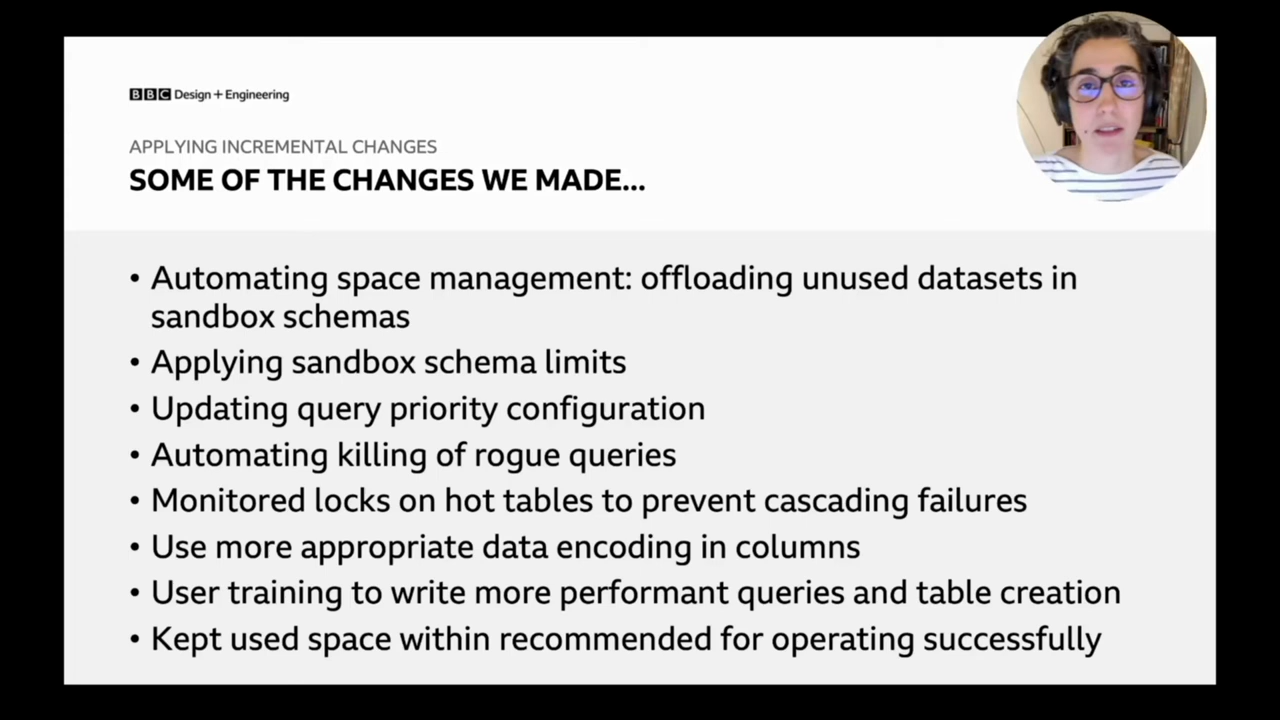 BBC Design + Engineering
APPLYING INCREMENTAL CHANGES
SOME OF THE CHANGES WE MADE...
• Automating space management: offloading unused datasets in
sandbox schemas
• Applying sandbox schema limits
• Updating query priority configuration
• Automating killing of rogue queries
• Monitored locks on hot tables to prevent cascading failures
• Use more appropriate data encoding in columns
• User training to write more performant queries and table creation
• Kept used space within recommended for operating successfully